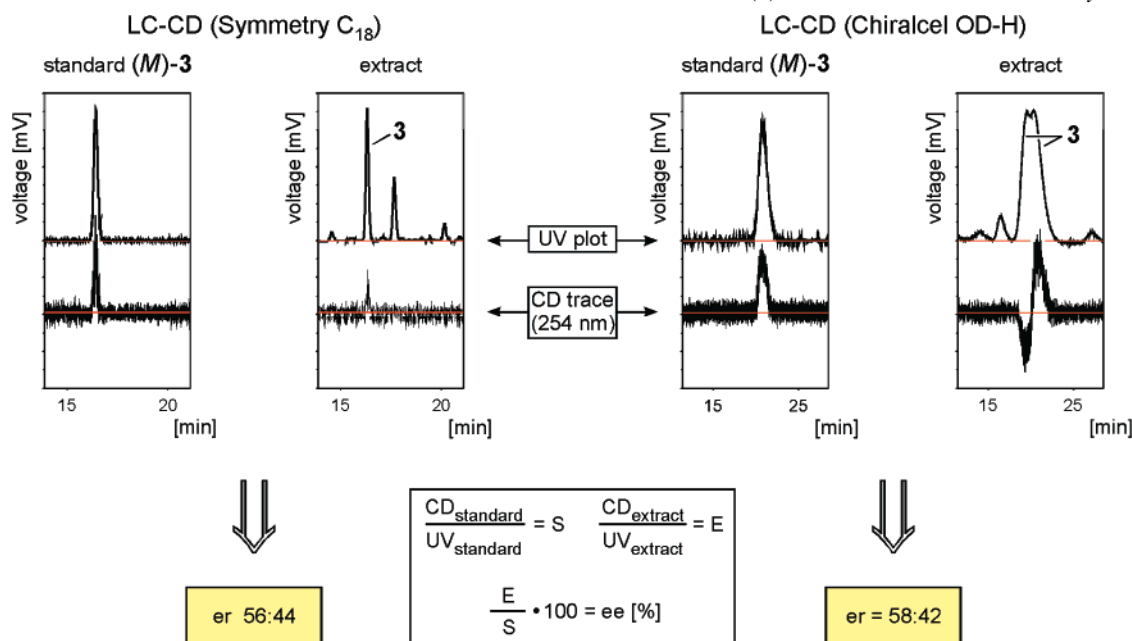 LC-CD (Symmetry C18)
LC-CD (Chiralcel OD-H)
standard (M)-3
extract
standard (M)-3
extract
voltage [mV]
voltage [mV]
voltage [mV]
voltage [mV]
3
3
UV plot
CD trace
(254 nm)
15 20
15 20
15 25
15 25
[min]
[min]
[min]
[min]
CDstandard / UVstandard = S CDextract / UVextract = E
E / S • 100 = ee [%]
er 56:44
er = 58:42